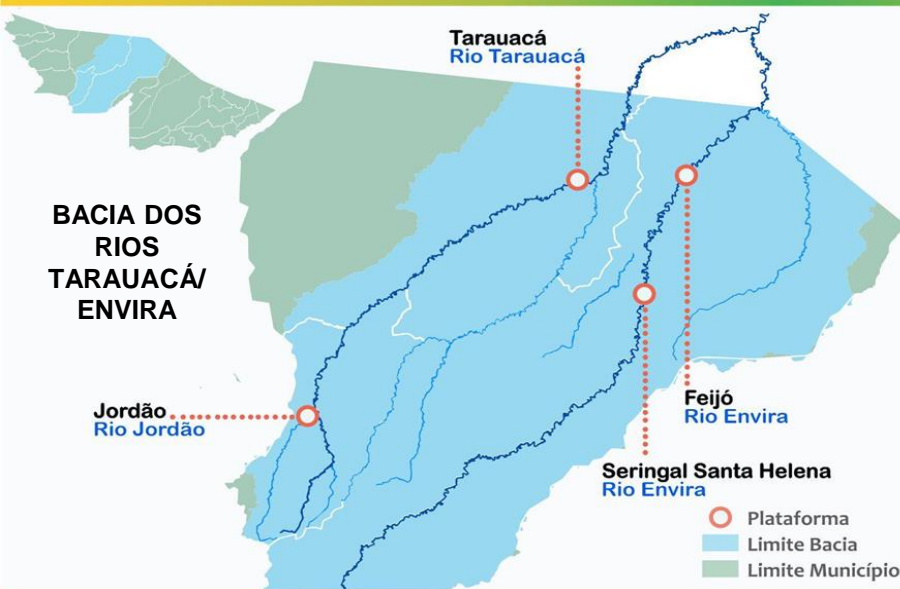 Tarauacá
Rio Tarauacá
BACIA DOS
RIOS
TARAUACÁ/
ENVIRA
Jordão
Rio Jordão
Feijó
Rio Envira
Seringal Santa Helena
Rio Envira
Plataforma
Limite Bacia
Limite Município